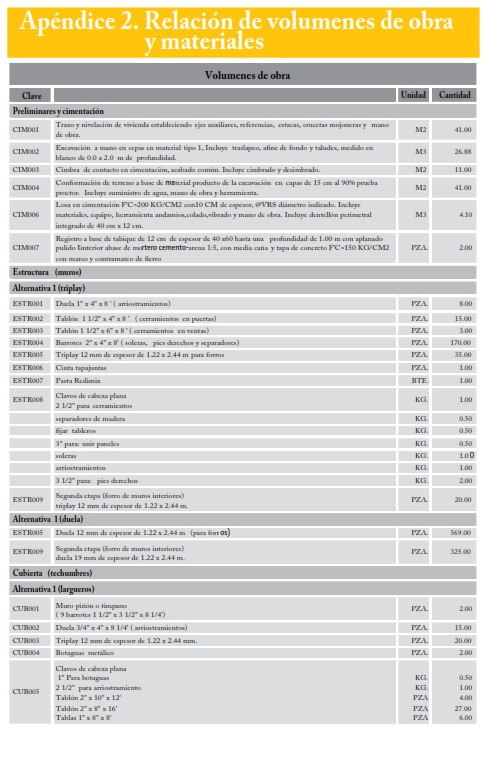 Apéndice 2. Relación de volumenes de obra
y materiales
Volumenes de obra
Clave Unidad Cantidad
Preliminares y cimentación
CIM001 Trazo y nivelación de vivienda estableciendo ejes auxiliares, referencias, estacas, crucetas mojoneras y mano
de obra. M2 41.00
CIM002 Excavación a mano en cepas en material tipo 1, Incluye traslapeo, afine de fondo y taludes, medido en
blanco de 0.0 a 2.0 m de profundidad. M3 26.88
CIM003 Cimbra de contacto en cimentación, acabado común. Incluye cimbrado y desimbrado. M2 11.00
CIM004 Conformación de terreno a base de material producto de la excavación en capas de 15 cm al 90% prueba
proctor. Incluye suministro de agua, mano de obra y herramienta. M2 41.00
CIM006 Losa en cimentación F'C=200 KG/CM2 con10 CM de espesor, @VRS diámetro indicado. Incluye
materiales, equipo, herramienta andamios,colado,vibrado y mano de obra. Incluye dentellón perimetral
integrado de 40 cm x 12 cm. M3 4.10
CIM007 Registro a base de tabique de 12 cm de espesor de 40 x60 hasta una profundidad de 1.00 m con aplanado
pulido Iinterior abase de mortero cemento-arena 1:5, con media caña y tapa de concreto F'C=150 KG/CM2
con marco y contramarco de fierro PZA. 2.00
Estructura (muros)
Alternativa 1 (triplay)
ESTR001 Duela 1" x 4" x 8 ' ( arriostramientos) PZA. 8.00
ESTR002 Tablón 1 1/2" x 4" x 8 ' ( cerramientos en puertas) PZA. 15.00
ESTR003 Tablón 1 1/2" x 6" x 8 ' ( cerramientos en ventas) PZA. 3.00
ESTR004 Barrotes 2" x 4" x 8' ( soleras, pies derechos y separadores) PZA. 170.00
ESTR005 Triplay 12 mm de espesor de 1.22 x 2.44 m para forros PZA. 35.00
ESTR006 Cinta tapajuntas PZA. 1.00
ESTR007 Pasta Redimix BTE. 1.00
ESTR008 Clavos de cabeza plana
2 1/2" para cerramientos KG. 1.00
separadores de madera KG. 0.50
fijar tableros KG. 0.50
3" para: unir paneles KG. 0.50
soleras KG. 1.00
arriostramientos KG. 1.00
3 1/2" para: pies derechos KG. 2.00
ESTR009 Segunda etapa (forro de muros interiores)
triplay 12 mm de espesor de 1.22 x 2.44 m. PZA. 20.00
Alternativa 1 (duela)
ESTR005 Duela 12 mm de espesor de 1.22 x 2.44 m (para forros) PZA. 569.00
ESTR009 Segunda etapa (forro de muros interiores)
duela 19 mm de espesor de 1.22 x 2.44 m. PZA. 325.00
Cubierta (techumbres)
Alternativa 1 (largueros)
CUB001 Muro piñón o timpano
( 9 barrotes 1 1/2" x 3 1/2" x 8 1/4') PZA. 2.00
CUB002 Duela 3/4" x 4" x 8 1/4' ( arriostramientos) PZA. 15.00
CUB003 Triplay 12 mm de espesor de 1.22 x 2.44 mm. PZA. 20.00
CUB004 Botaguas metálico PZA. 2.00
CUB005 Clavos de cabeza plana
1" Para botaguas KG. 0.50
2 1/2" para arriostramiento KG. 1.00
Tablón 2" x 10" x 12' PZA 4.00
Tablón 2" x 8" x 16' PZA 27.00
Tablas 1" x 8" x 8' PZA 6.00